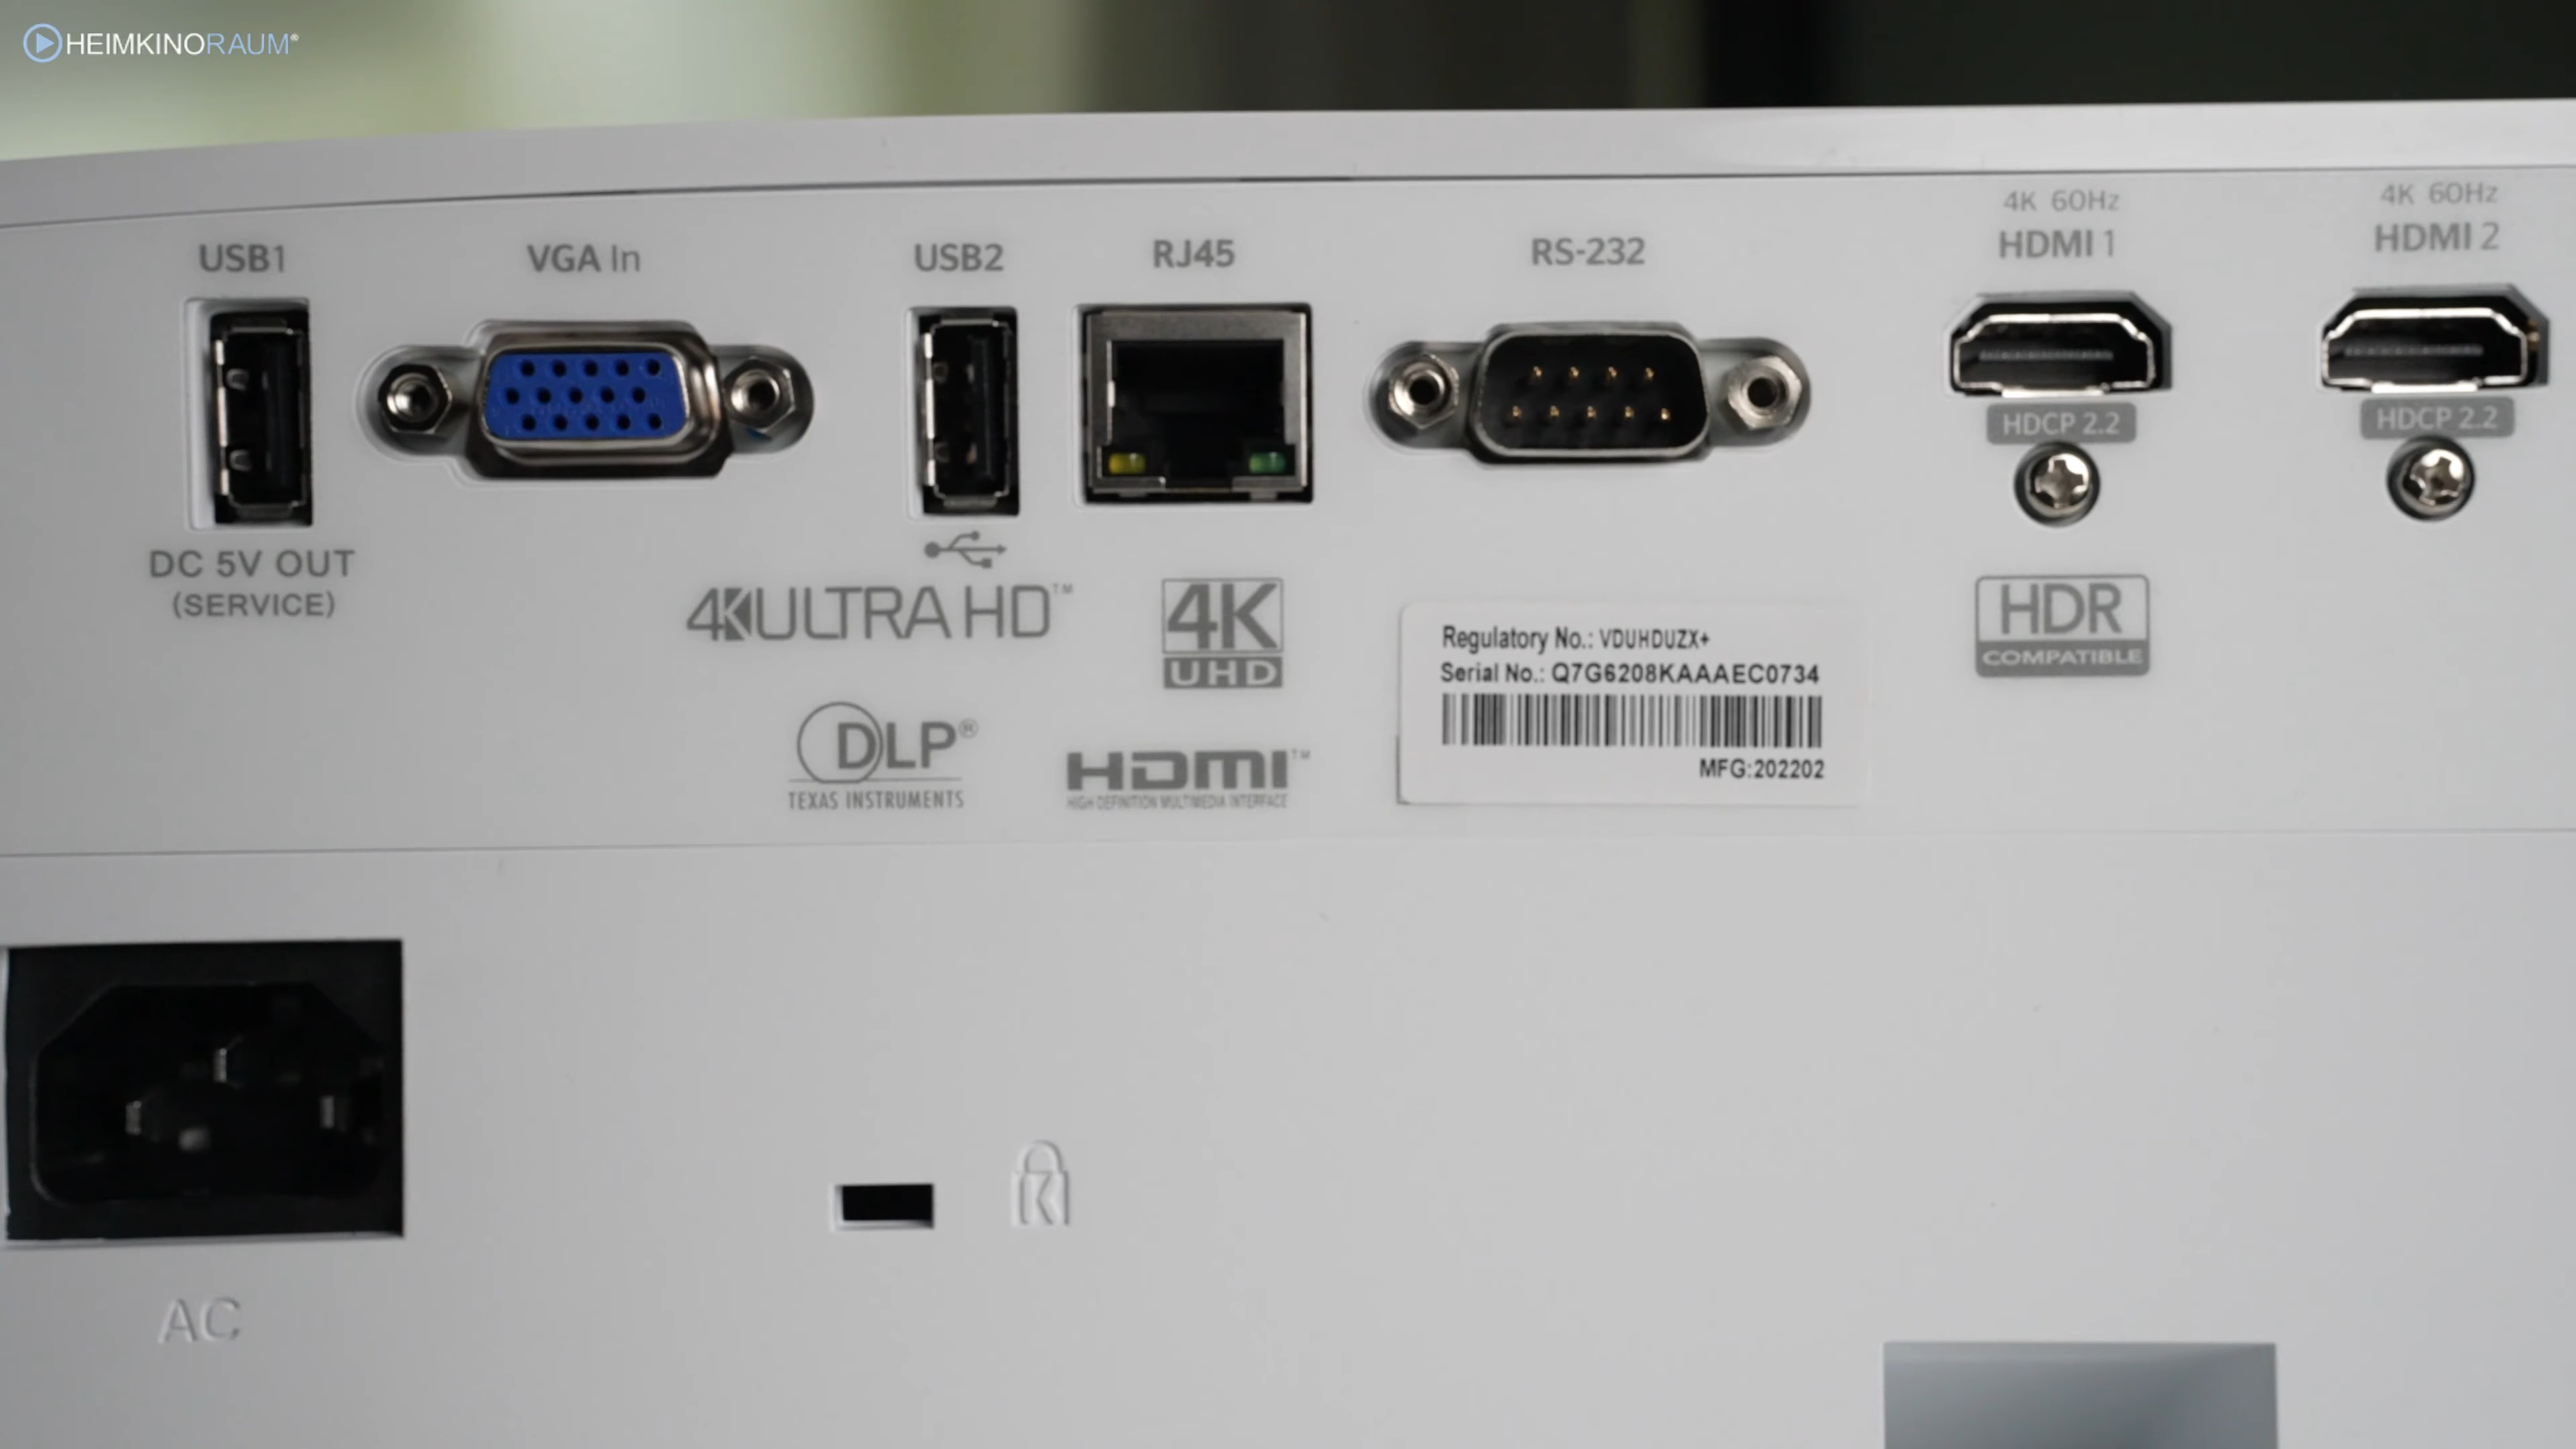 HEIMKINORAUM®
4K 60Hz
HDMI 1
4K 60Hz
HDMI 2
USB1
VGA In
USB2
RJ45
RS-232
HDCP 2.2
HDCP 2.2
DC 5V OUT
(SERVICE)
4K ULTRA HD™
4K
UHD
Regulatory No.: VDUHDUZX+
Serial No.: Q7G6208KAAAEC0734
MFG:202202
HDR
COMPATIBLE
DLP®
TEXAS INSTRUMENTS
HDMI™
HIGH DEFINITION MULTIMEDIA INTERFACE
K
AC